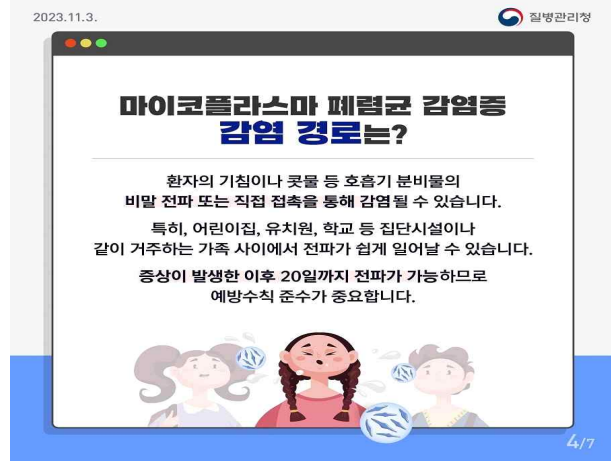 2023.11.3.
질병관리청
마이코플라스마 폐렴균 감염증
감염 경로는?
환자의 기침이나 콧물 등 호흡기 분비물의
비말 전파 또는 직접 접촉을 통해 감염될 수 있습니다.
특히, 어린이집, 유치원, 학교 등 집단시설이나
같이 거주하는 가족 사이에서 전파가 쉽게 일어날 수 있습니다.
증상이 발생한 이후 20일까지 전파가 가능하므로
예방수칙 준수가 중요합니다.
4/7